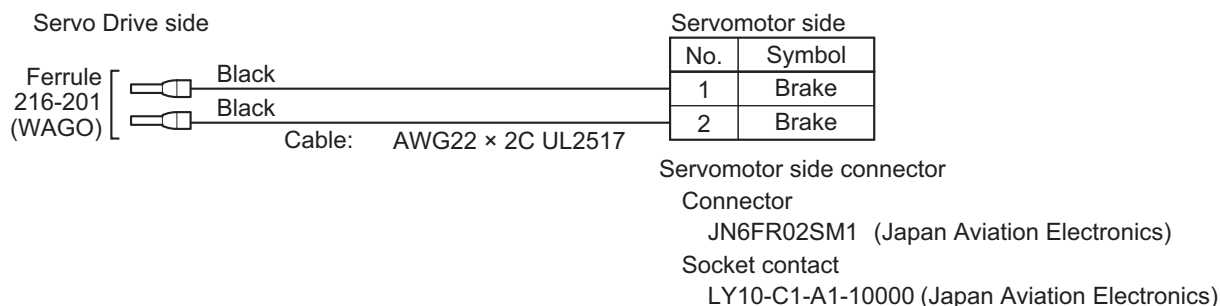 Servo Drive side
Servomotor side
No. Symbol
Ferrule
216-201
(WAGO)
Black
1 Brake
Black
2 Brake
Cable: AWG22 × 2C UL2517
Servomotor side connector
Connector
JN6FR02SM1 (Japan Aviation Electronics)
Socket contact
LY10-C1-A1-10000 (Japan Aviation Electronics)